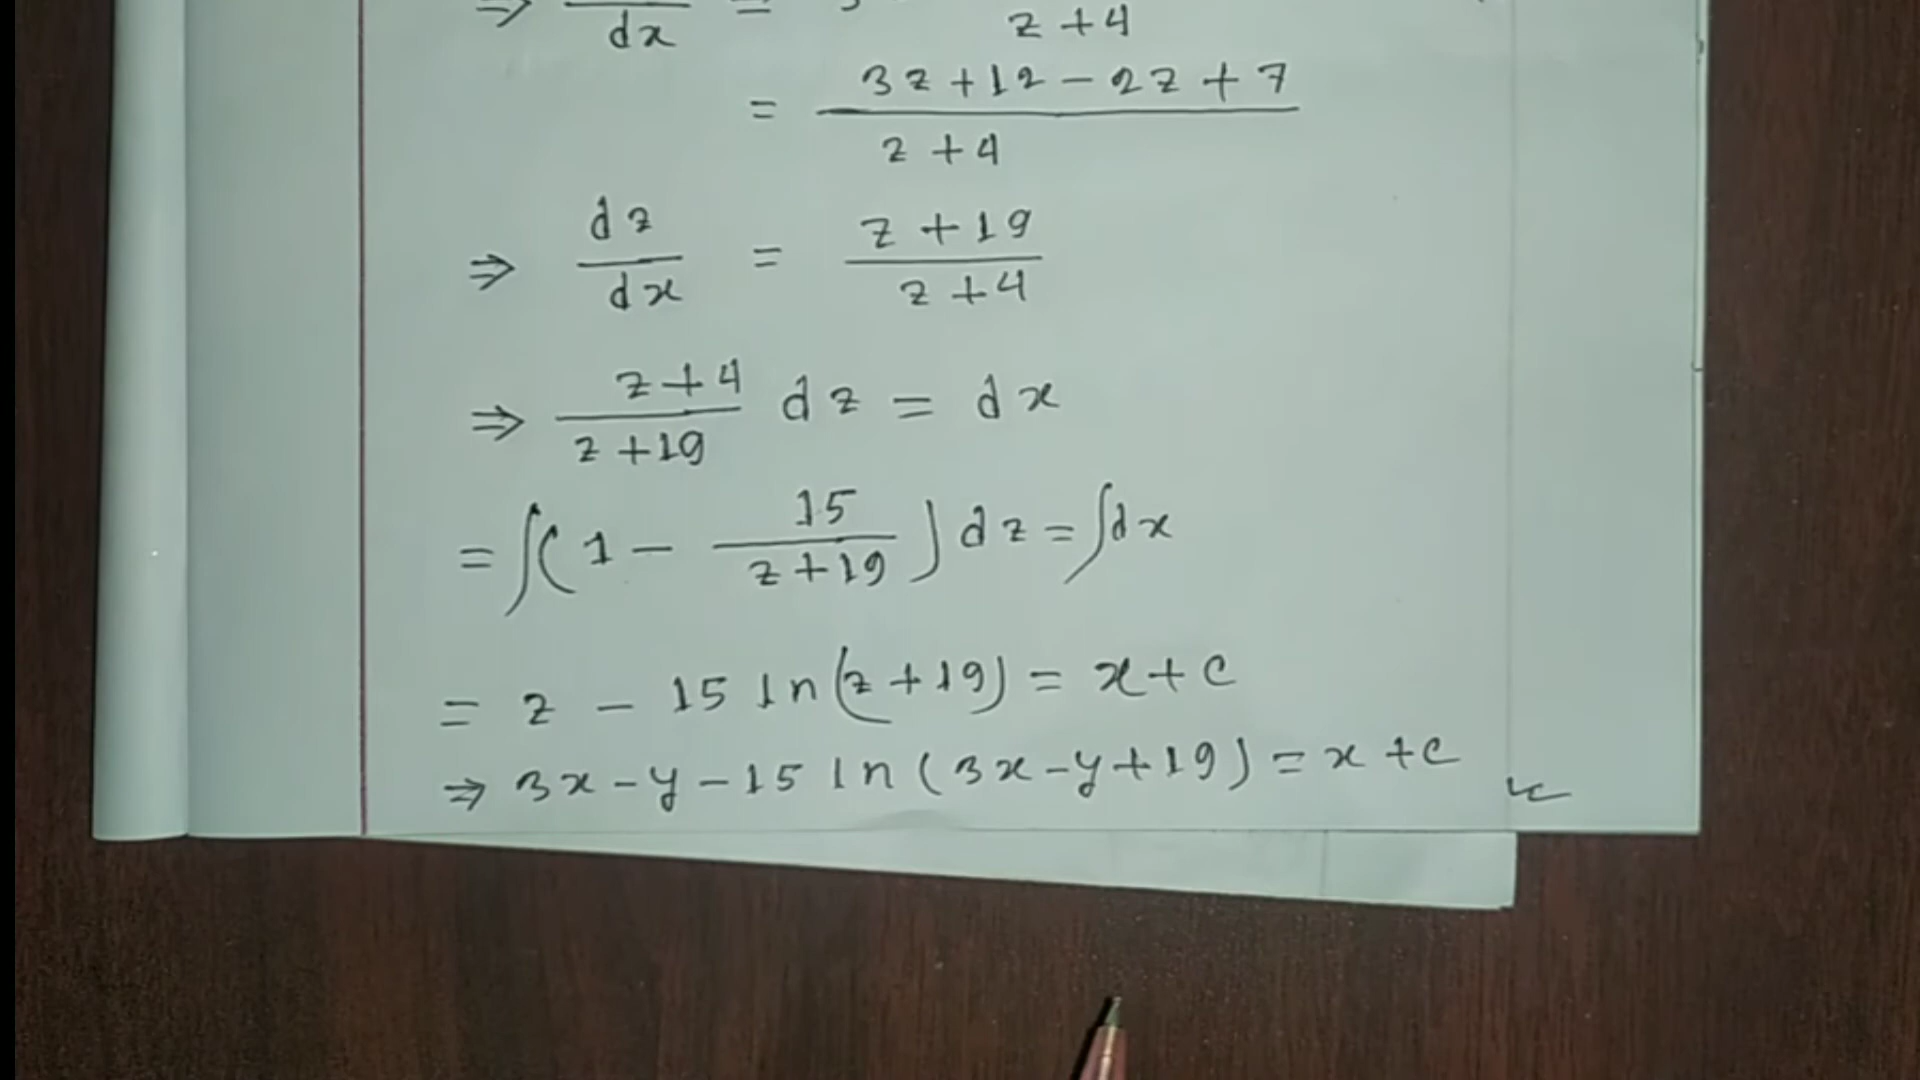 ⇒ dx = z+4
= 3z+12-2z+7 / z+4
⇒ dz/dx = z+19 / z+4
⇒ z+4 / z+19 dz = dx
= ∫(1 - 15 / z+19) dz = ∫dx
= z - 15 ln(z+19) = x+c
⇒ 3x-y-15 ln(3x-y+19) = x+c